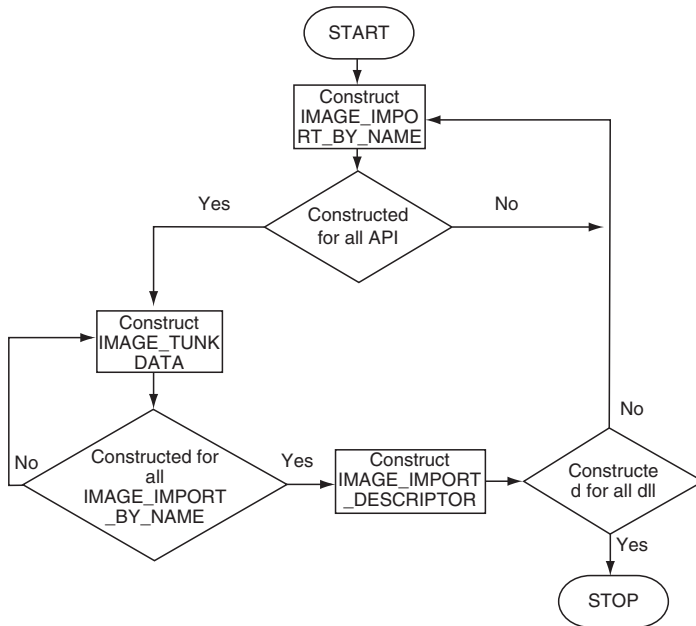 START
Construct
IMAGE_IMPO
RT_BY_NAME
Yes
Constructed
for all API
No
Construct
IMAGE_TUNK
DATA
No
Constructed for
all
IMAGE_IMPORT
_BY_NAME
Yes
Construct
IMAGE_IMPORT
_DESCRIPTOR
No
Constructe
d for all dll
Yes
STOP